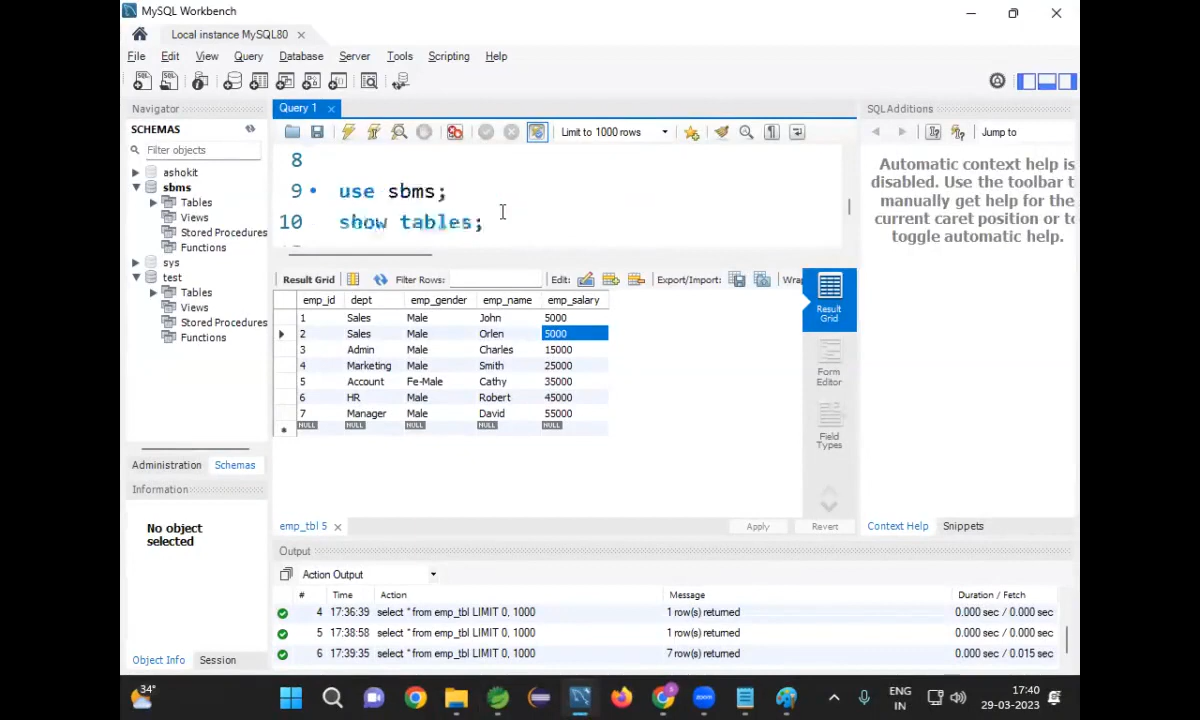 MySQL Workbench
Local instance MySQL80
File Edit View Query Database Server Tools Scripting Help
Navigator
SCHEMAS
Filter objects
ashokit
sbms
Tables
Views
Stored Procedures
Functions
sys
test
Tables
Views
Stored Procedures
Functions
Administration Schemas
Information
No object
selected
Object Info Session
Query 1
Limit to 1000 rows
8
9 use sbms;
10 show tables;
Result Grid Filter Rows: Edit: Export/Import: Wrap
emp_id dept emp_gender emp_name emp_salary
1 Sales Male John 5000
2 Sales Male Orlen 5000
3 Admin Male Charles 15000
4 Marketing Male Smith 25000
5 Account Fe-Male Cathy 35000
6 HR Male Robert 45000
7 Manager Male David 55000
NULL NULL NULL NULL NULL
Result
Grid
Form
Editor
Field
Types
emp_tbl 5 Apply Revert
SQLAdditions
Jump to
Automatic context help is
disabled. Use the toolbar t
manually get help for the
current caret position or to
toggle automatic help.
Context Help Snippets
Output
Action Output
# Time Action Message Duration / Fetch
4 17:36:39 select * from emp_tbl LIMIT 0, 1000 1 row(s) returned 0.000 sec / 0.000 sec
5 17:38:58 select * from emp_tbl LIMIT 0, 1000 1 row(s) returned 0.000 sec / 0.000 sec
6 17:39:35 select * from emp_tbl LIMIT 0, 1000 7 row(s) returned 0.000 sec / 0.015 sec
34°
ENG
IN
17:40
29-03-2023